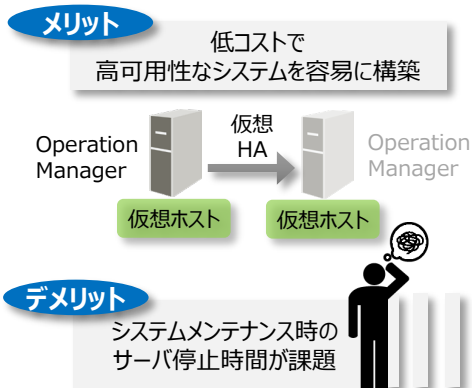 メリット
低コストで
高可用性なシステムを容易に構築
Operation
Manager
仮想
HA
Operation
Manager
仮想ホスト
仮想ホスト
デメリット
システムメンテナンス時の
サーバ停止時間が課題